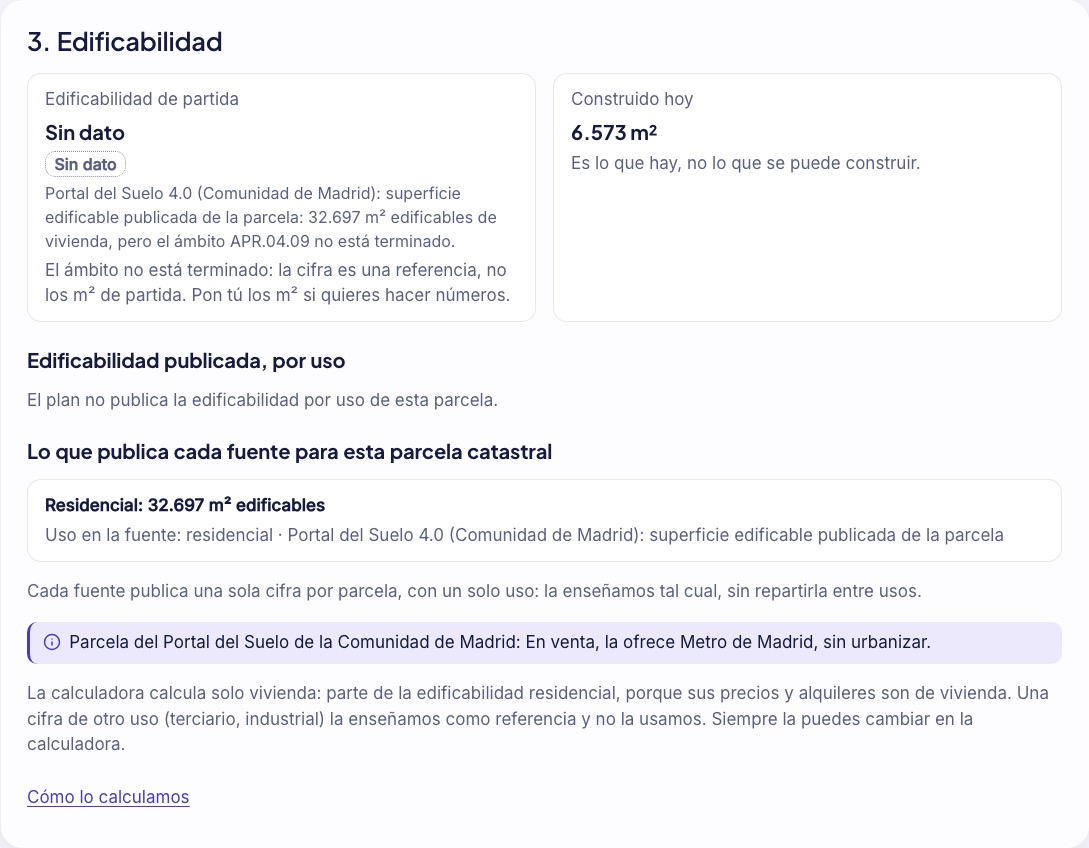 3. Edificabilidad
Edificabilidad de partida
Sin dato
Sin dato
Portal del Suelo 4.0 (Comunidad de Madrid): superficie
edificable publicada de la parcela: 32.697 m² edificables de
vivienda, pero el ámbito APR.04.09 no está terminado.
El ámbito no está terminado: la cifra es una referencia, no
los m² de partida. Pon tú los m² si quieres hacer números.
Construido hoy
6.573 m²
Es lo que hay, no lo que se puede construir.
Edificabilidad publicada, por uso
El plan no publica la edificabilidad por uso de esta parcela.
Lo que publica cada fuente para esta parcela catastral
Residencial: 32.697 m² edificables
Uso en la fuente: residencial · Portal del Suelo 4.0 (Comunidad de Madrid): superficie edificable publicada de la parcela
Cada fuente publica una sola cifra por parcela, con un solo uso: la enseñamos tal cual, sin repartirla entre usos.
Parcela del Portal del Suelo de la Comunidad de Madrid: En venta, la ofrece Metro de Madrid, sin urbanizar.
La calculadora calcula solo vivienda: parte de la edificabilidad residencial, porque sus precios y alquileres son de vivienda. Una
cifra de otro uso (terciario, industrial) la enseñamos como referencia y no la usamos. Siempre la puedes cambiar en la
calculadora.
Cómo lo calculamos